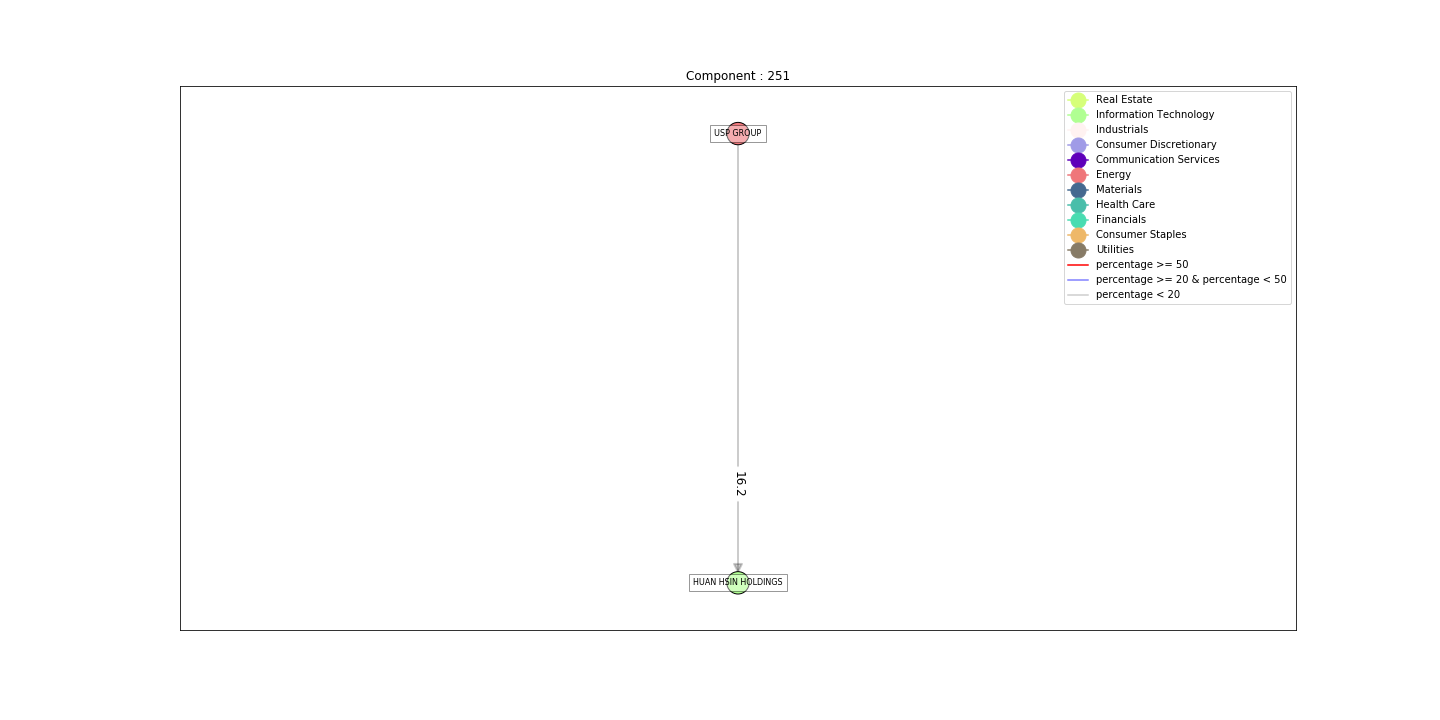 Component : 251
USP GROUP
16.2
HUAN HSIN HOLDINGS
Real Estate
Information Technology
Industrials
Consumer Discretionary
Communication Services
Energy
Materials
Health Care
Financials
Consumer Staples
Utilities
percentage >= 50
percentage >= 20 & percentage < 50
percentage < 20